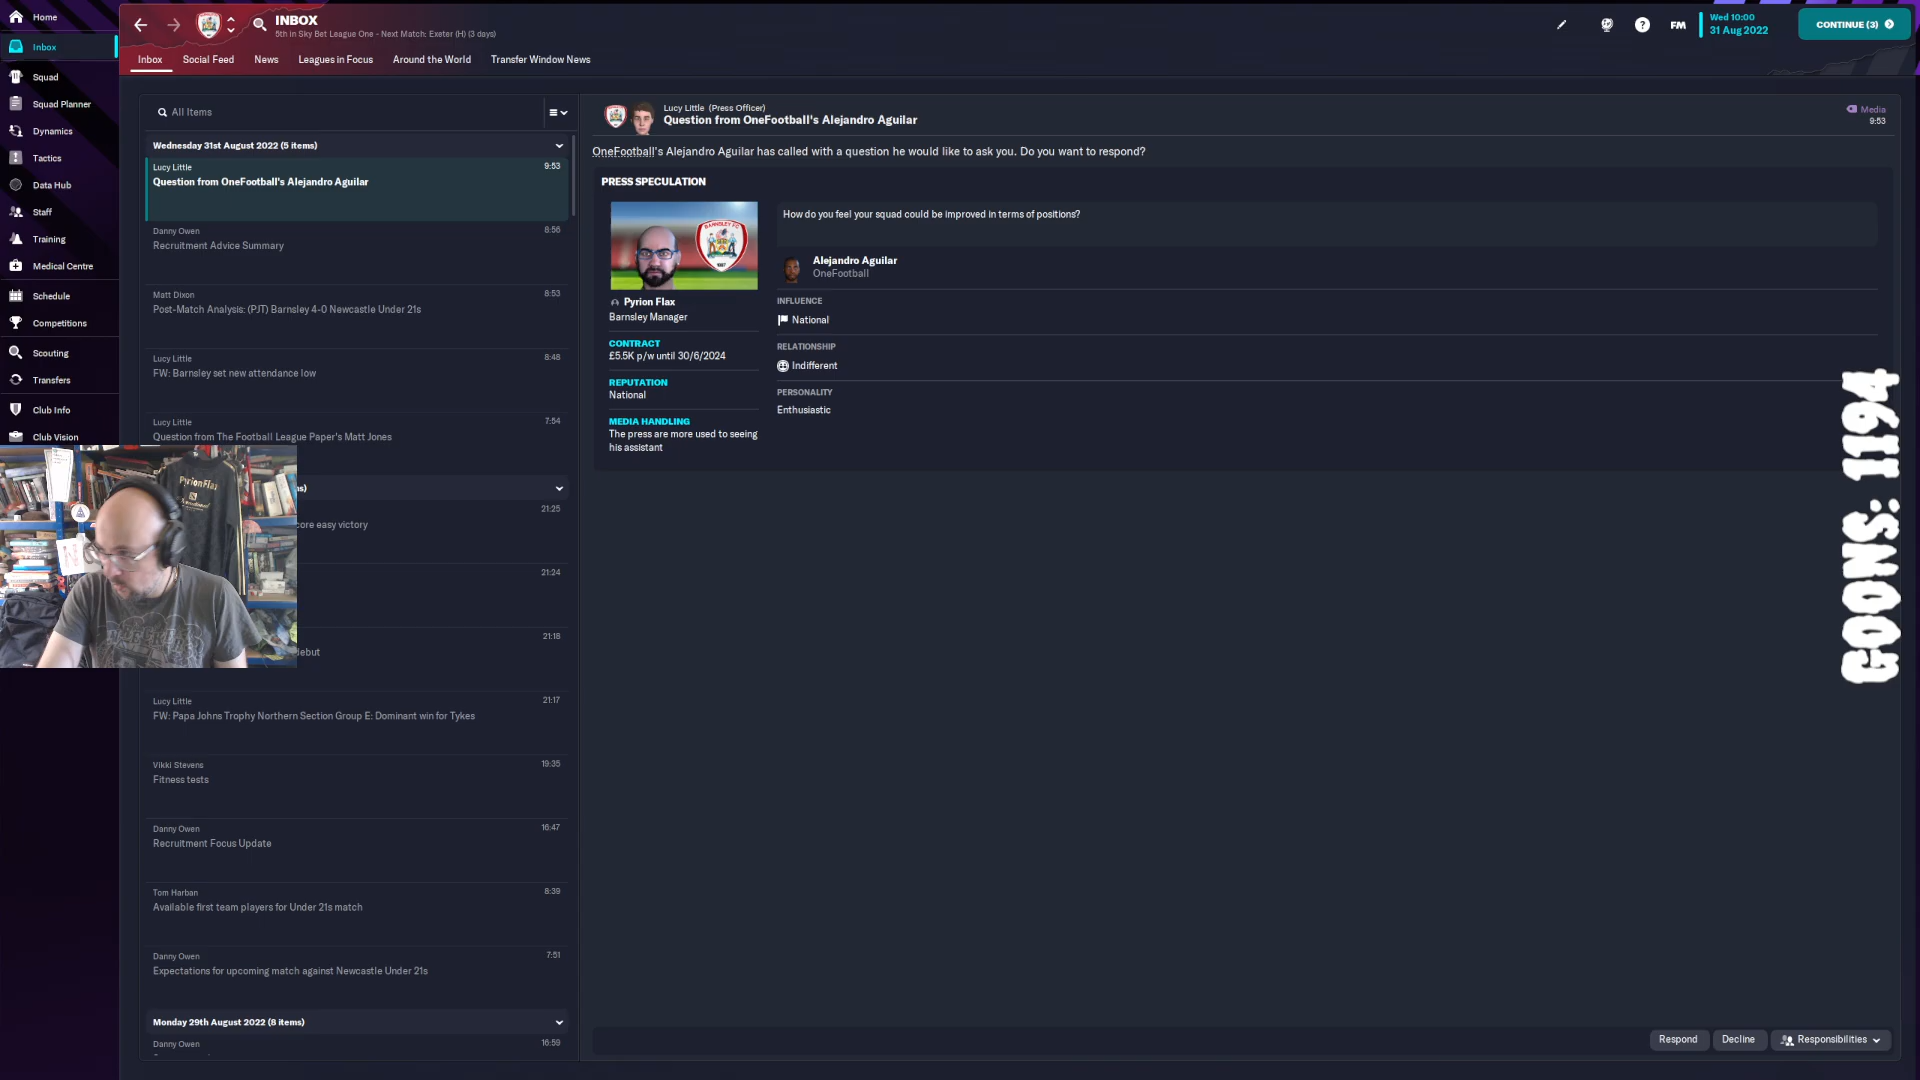 Home
Inbox
Squad
Squad Planner
Dynamics
Tactics
Data Hub
Staff
Training
Medical Centre
Schedule
Competitions
Scouting
Transfers
Club Info
Club Vision
INBOX
5th in Sky Bet League One - Next Match: Exeter (H) (3 days)
FM
Wed 10:00
31 Aug 2022
CONTINUE (3)
Inbox
Social Feed
News
Leagues in Focus
Around the World
Transfer Window News
All Items
Wednesday 31st August 2022 (5 items)
Lucy Little 9:53
Question from OneFootball's Alejandro Aguilar
Danny Owen 8:56
Recruitment Advice Summary
Matt Dixon 8:53
Post-Match Analysis: (PJT) Barnsley 4-0 Newcastle Under 21s
Lucy Little 8:48
FW: Barnsley set new attendance low
Lucy Little 7:54
Question from The Football League Paper's Matt Jones
21:25
core easy victory
21:24
21:18
Lucy Little 21:17
FW: Papa Johns Trophy Northern Section Group E: Dominant win for Tykes
Vikki Stevens 19:35
Fitness tests
Danny Owen 16:47
Recruitment Focus Update
Tom Harban 8:39
Available first team players for Under 21s match
Danny Owen 7:51
Expectations for upcoming match against Newcastle Under 21s
Monday 29th August 2022 (8 items)
Danny Owen 16:59
Lucy Little (Press Officer)
Question from OneFootball's Alejandro Aguilar
Media
9:53
OneFootball's Alejandro Aguilar has called with a question he would like to ask you. Do you want to respond?
PRESS SPECULATION
BARNSLEY FC
Pyrion Flax
Barnsley Manager
CONTRACT
£5.5K p/w until 30/6/2024
REPUTATION
National
MEDIA HANDLING
The press are more used to seeing
his assistant
How do you feel your squad could be improved in terms of positions?
Alejandro Aguilar
OneFootball
INFLUENCE
National
RELATIONSHIP
Indifferent
PERSONALITY
Enthusiastic
Respond
Decline
Responsibilities
GOONS: 1194
PyrionFlax